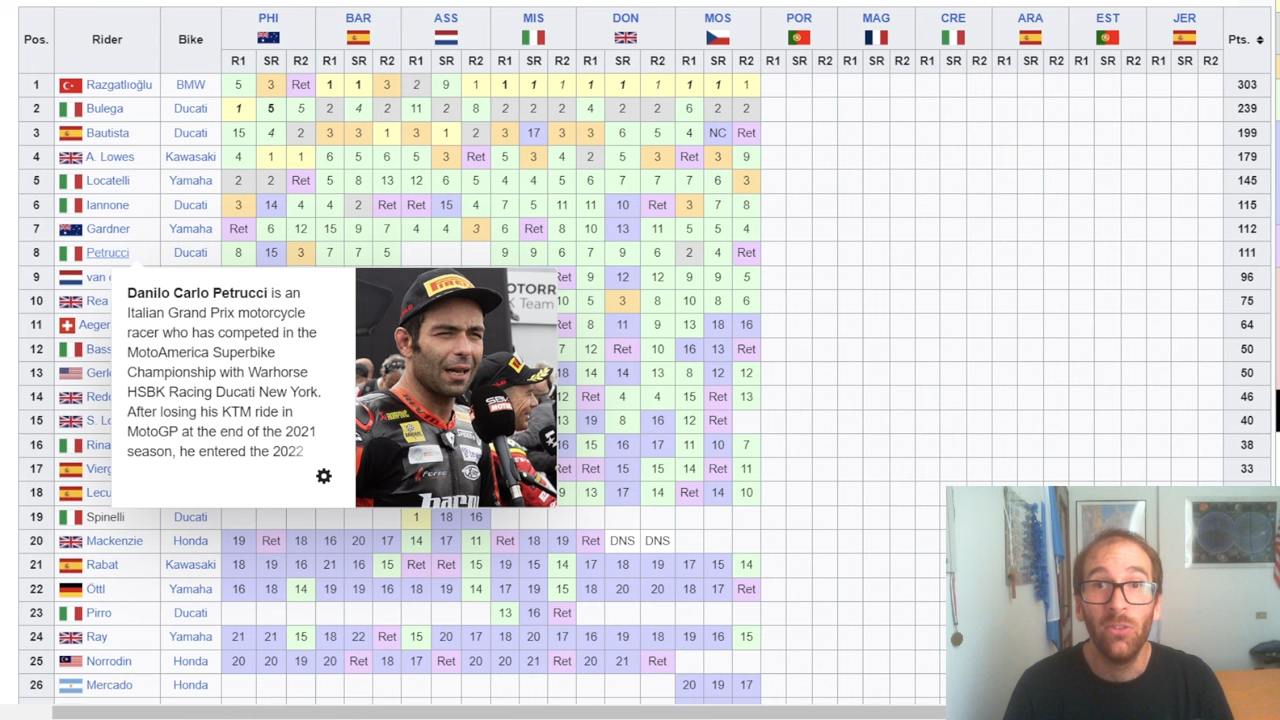 Pos. Rider Bike PHI BAR ASS MIS DON MOS POR MAG CRE ARA EST JER Pts.
R1 SR R2 R1 SR R2 R1 SR R2 R1 SR R2 R1 SR R2 R1 SR R2 R1 SR R2 R1 SR R2 R1 SR R2 R1 SR R2 R1 SR R2 R1 SR R2
1 Razgatlıoğlu BMW 5 3 Ret 1 1 3 2 9 1 1 1 1 1 1 1 1 1 1 303
2 Bulega Ducati 1 5 5 2 4 2 11 2 8 2 2 2 4 2 2 6 2 2 239
3 Bautista Ducati 15 4 2 3 3 1 3 1 2 3 17 3 3 6 5 4 NC Ret 199
4 A. Lowes Kawasaki 4 1 1 6 5 6 5 3 Ret 5 3 4 2 5 3 Ret 3 9 179
5 Locatelli Yamaha 2 2 Ret 5 8 13 12 6 5 4 4 5 6 7 7 7 6 3 145
6 Iannone Ducati 3 14 4 4 2 Ret Ret 15 4 7 5 11 11 10 Ret 3 7 8 115
7 Gardner Yamaha Ret 6 12 15 9 7 4 4 3 6 Ret 8 10 13 11 5 5 4 112
8 Petrucci Ducati 8 15 3 7 7 5 9 9 6 7 9 6 2 4 Ret 111
9 van 9 12 12 9 9 5 96
10 Rea 10 5 3 8 10 8 6 75
11 Aeger 8 11 9 13 18 16 64
12 Bass 7 12 Ret 10 16 13 Ret 50
13 Gerl 18 14 14 13 8 12 12 50
14 Redd 12 Ret 4 4 15 Ret 13 46
15 S. Lo 13 19 8 16 12 Ret 40
16 Rina 16 15 16 17 11 10 7 38
17 Vierg Ret Ret 15 15 14 Ret 11 33
18 Lecu 9 13 17 14 Ret 14 10
Danilo Carlo Petrucci is an
Italian Grand Prix motorcycle
racer who has competed in the
MotoAmerica Superbike
Championship with Warhorse
HSBK Racing Ducati New York.
After losing his KTM ride in
MotoGP at the end of the 2021
season, he entered the 2022
19 Spinelli Ducati 1 18 16
20 Mackenzie Honda 19 Ret 18 16 20 17 14 17 11 Ret 18 19 Ret DNS DNS
21 Rabat Kawasaki 18 19 16 21 16 15 Ret Ret 15 19 15 14 17 18 19 17 15 14
22 Öttl Yamaha 16 18 14 19 19 16 18 19 14 17 19 15 18 20 20 18 17 Ret
23 Pirro Ducati 13 16 Ret
24 Ray Yamaha 21 21 15 18 22 Ret 15 20 17 18 20 17 16 19 18 19 16 15
25 Norrodin Honda 20 20 19 20 Ret 18 17 Ret 20 20 21 Ret 20 21 Ret
26 Mercado Honda 20 19 17